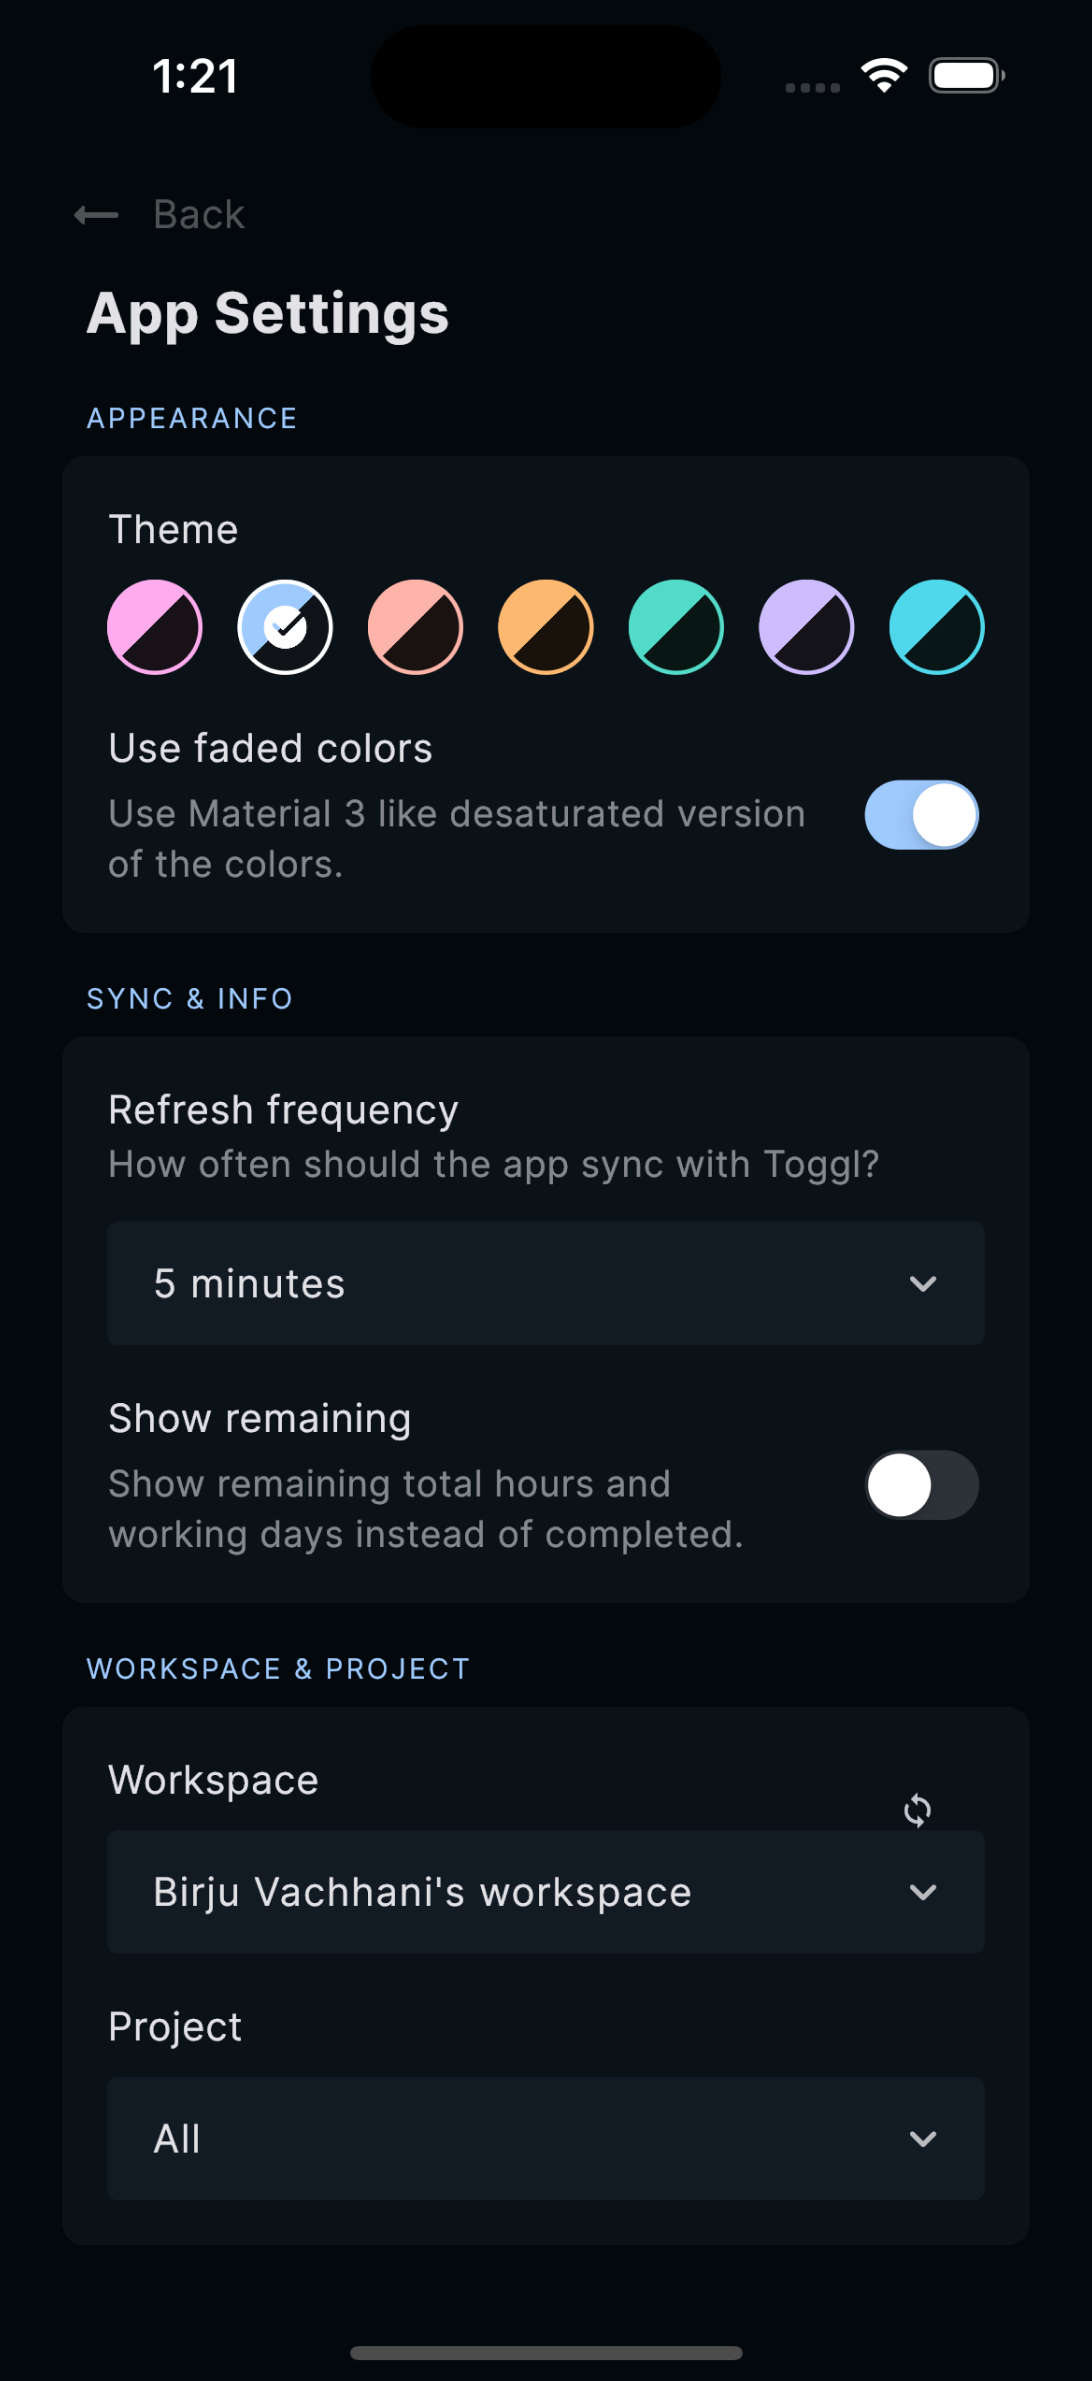 1:21
Back
App Settings
APPEARANCE
Theme
Use faded colors
Use Material 3 like desaturated version
of the colors.
SYNC & INFO
Refresh frequency
How often should the app sync with Toggl?
5 minutes
Show remaining
Show remaining total hours and
working days instead of completed.
WORKSPACE & PROJECT
Workspace
Birju Vachhani's workspace
Project
All